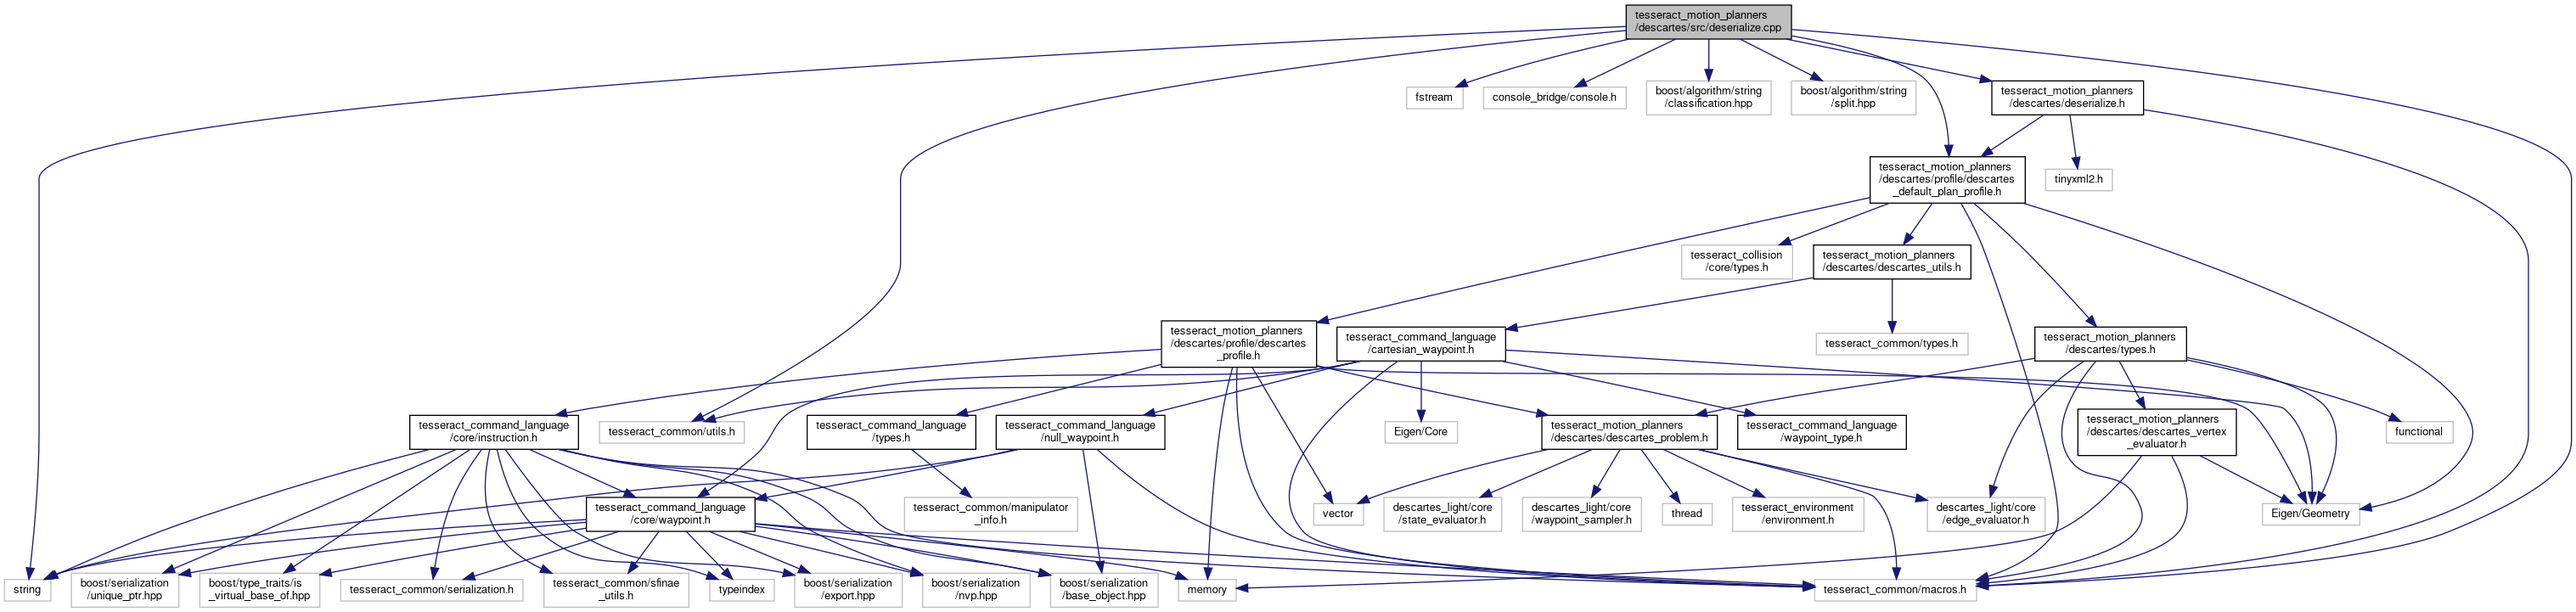 tesseract_motion_planners
/descartes/src/deserialize.cpp
fstream
console_bridge/console.h
boost/algorithm/string
/classification.hpp
boost/algorithm/string
/split.hpp
tesseract_motion_planners
/descartes/deserialize.h
tesseract_motion_planners
/descartes/profile/descartes
_default_plan_profile.h
tinyxml2.h
tesseract_collision
/core/types.h
tesseract_motion_planners
/descartes/descartes_utils.h
tesseract_motion_planners
/descartes/profile/descartes
_profile.h
tesseract_command_language
/cartesian_waypoint.h
tesseract_common/types.h
tesseract_motion_planners
/descartes/types.h
tesseract_command_language
/core/instruction.h
tesseract_common/utils.h
tesseract_command_language
/types.h
tesseract_command_language
/null_waypoint.h
Eigen/Core
tesseract_motion_planners
/descartes/descartes_problem.h
tesseract_command_language
/waypoint_type.h
tesseract_motion_planners
/descartes/descartes_vertex
_evaluator.h
functional
tesseract_command_language
/core/waypoint.h
tesseract_common/manipulator
_info.h
vector
descartes_light/core
/state_evaluator.h
descartes_light/core
/waypoint_sampler.h
thread
tesseract_environment
/environment.h
descartes_light/core
/edge_evaluator.h
Eigen/Geometry
string
boost/serialization
/unique_ptr.hpp
boost/type_traits/is
_virtual_base_of.hpp
tesseract_common/serialization.h
tesseract_common/sfinae
_utils.h
typeindex
boost/serialization
/export.hpp
boost/serialization
/nvp.hpp
boost/serialization
/base_object.hpp
memory
tesseract_common/macros.h